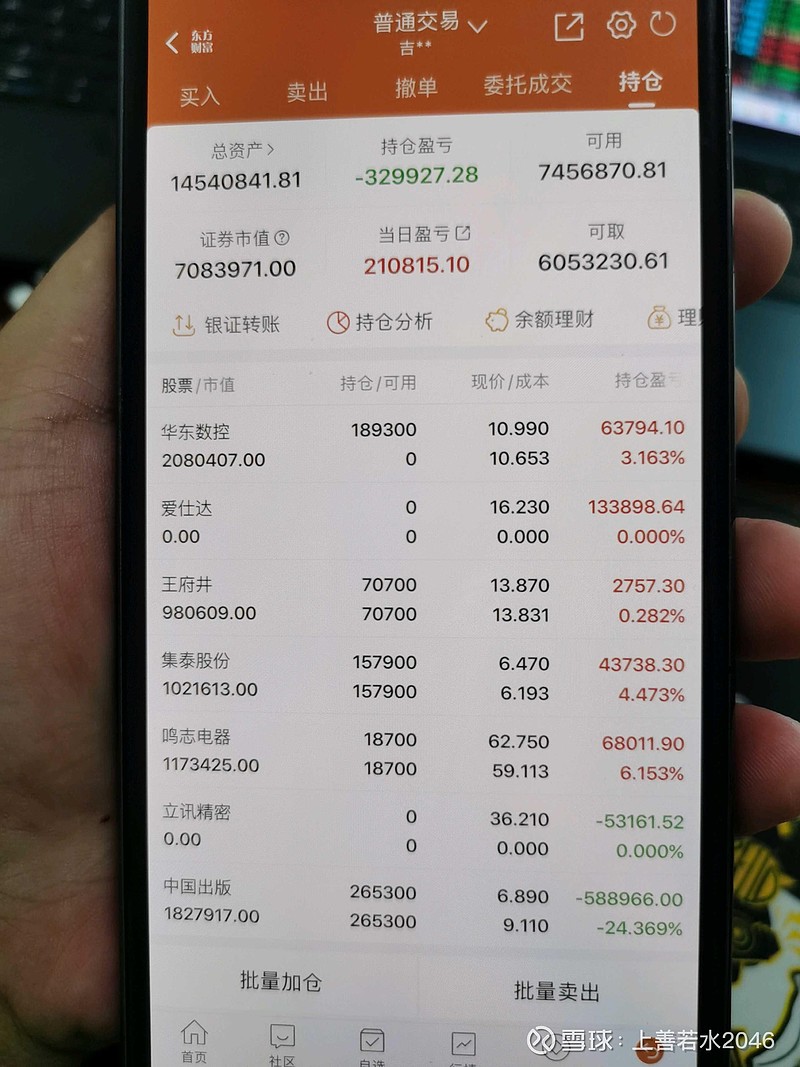 东方财富
普通交易
吉**
买入 卖出 撤单 委托成交 持仓
总资产 持仓盈亏 可用
14540841.81 -329927.28 7456870.81
证券市值 当日盈亏 可取
7083971.00 210815.10 6053230.61
银证转账 持仓分析 余额理财 理财
股票/市值 持仓/可用 现价/成本 持仓盈亏
华东数控 189300 10.990 63794.10
2080407.00 0 10.653 3.163%
爱仕达 0 16.230 133898.64
0.00 0 0.000 0.000%
王府井 70700 13.870 2757.30
980609.00 70700 13.831 0.282%
集泰股份 157900 6.470 43738.30
1021613.00 157900 6.193 4.473%
鸣志电器 18700 62.750 68011.90
1173425.00 18700 59.113 6.153%
立讯精密 0 36.210 -53161.52
0.00 0 0.000 0.000%
中国出版 265300 6.890 -588966.00
1827917.00 265300 9.110 -24.369%
批量加仓 批量卖出
首页 社区 自选 行情
雪球：上善若水2046